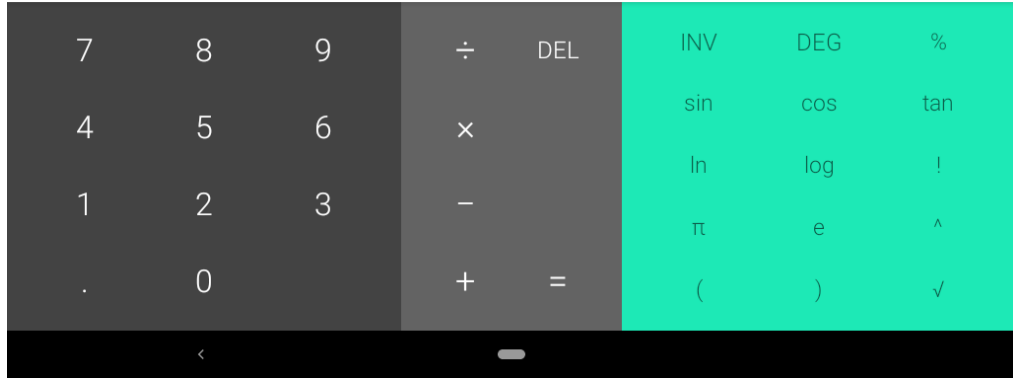 7 8 9 ÷ DEL INV DEG %
sin cos tan
4 5 6 ×
ln log !
1 2 3 −
π e ^
. 0 + = ( ) √